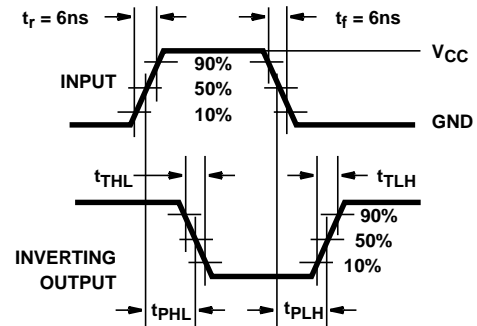 tr = 6ns
tf = 6ns
VCC
90%
INPUT
50%
10%
GND
tTHL
tTLH
90%
50%
INVERTING
OUTPUT
10%
tPHL
tPLH